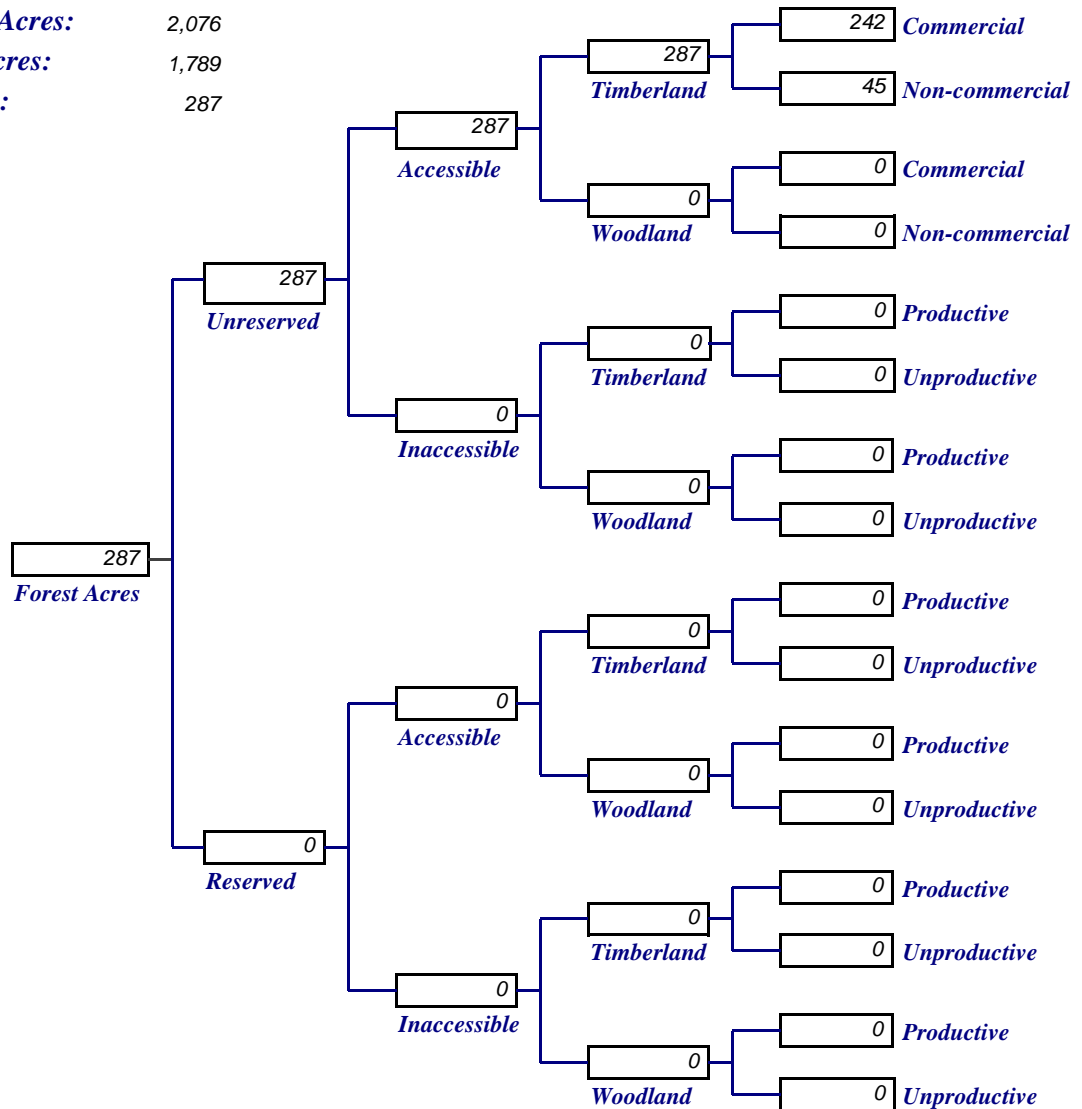 Acres: 2,076
cres: 1,789
: 287
242 Commercial
287
Timberland
45 Non-commercial
287
Accessible
0 Commercial
0
Woodland
0 Non-commercial
287
Unreserved
0 Productive
0
Timberland
0 Unproductive
0
Inaccessible
0 Productive
0
Woodland
0 Unproductive
287
Forest Acres
0 Productive
0
Timberland
0 Unproductive
0
Accessible
0 Productive
0
Woodland
0 Unproductive
0
Reserved
0 Productive
0
Timberland
0 Unproductive
0
Inaccessible
0 Productive
0
Woodland
0 Unproductive